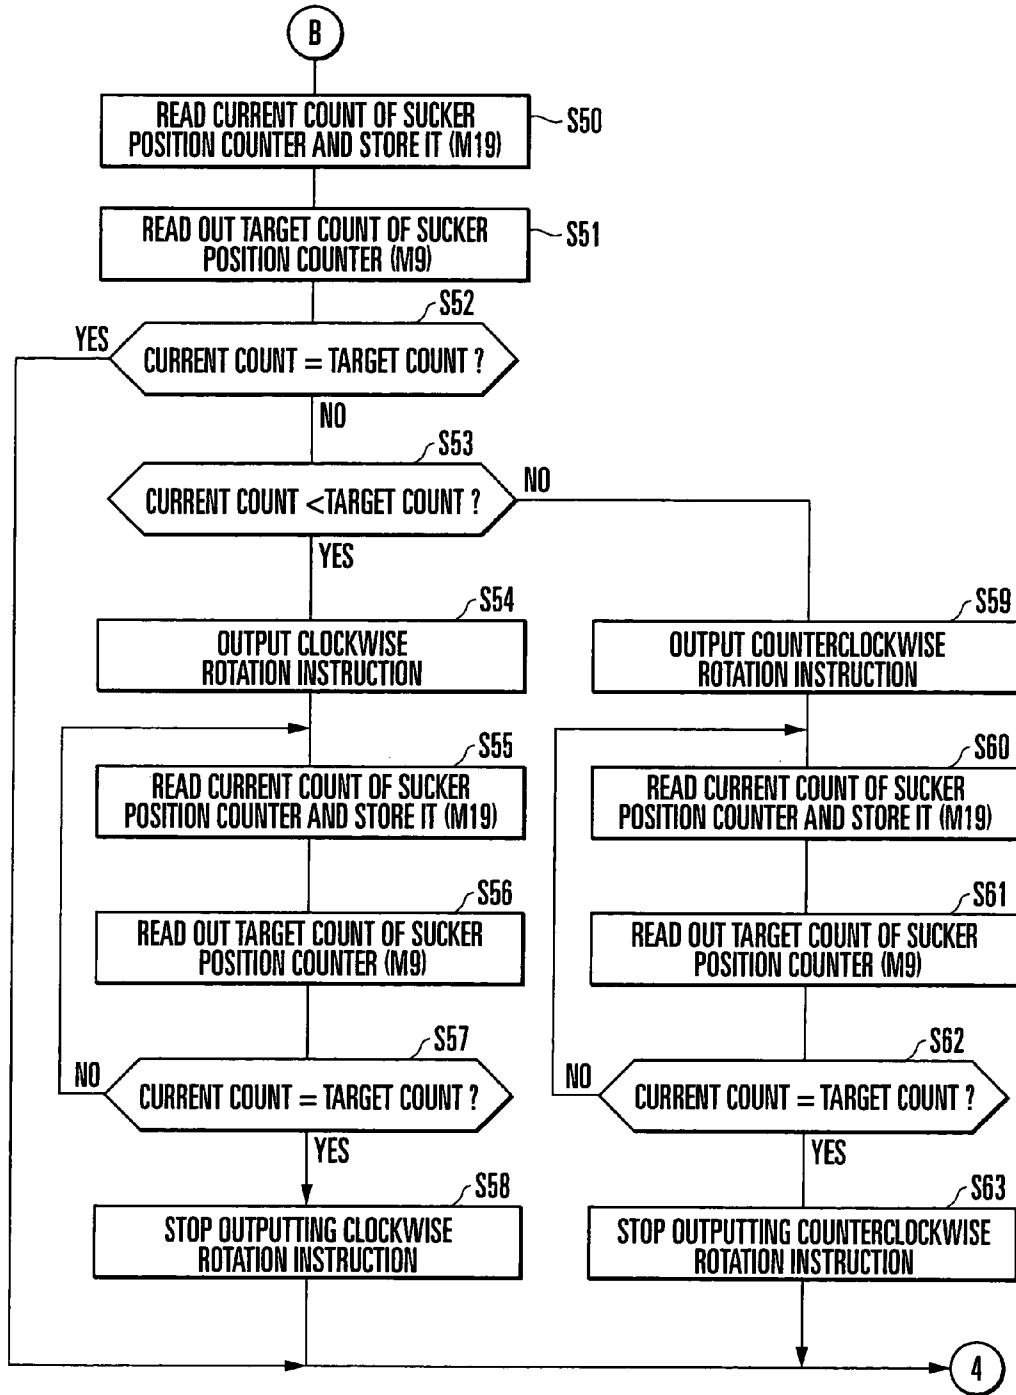 B
READ CURRENT COUNT OF SUCKER
POSITION COUNTER AND STORE IT (M19)
S50
READ OUT TARGET COUNT OF SUCKER
POSITION COUNTER (M9)
S51
S52
YES
CURRENT COUNT = TARGET COUNT ?
NO
S53
CURRENT COUNT <TARGET COUNT ?
NO
YES
S54
OUTPUT CLOCKWISE
ROTATION INSTRUCTION
S55
READ CURRENT COUNT OF SUCKER
POSITION COUNTER AND STORE IT (M19)
S56
READ OUT TARGET COUNT OF SUCKER
POSITION COUNTER (M9)
S57
NO
CURRENT COUNT = TARGET COUNT ?
YES
S58
STOP OUTPUTTING CLOCKWISE
ROTATION INSTRUCTION
S59
OUTPUT COUNTERCLOCKWISE
ROTATION INSTRUCTION
S60
READ CURRENT COUNT OF SUCKER
POSITION COUNTER AND STORE IT (M19)
S61
READ OUT TARGET COUNT OF SUCKER
POSITION COUNTER (M9)
S62
NO
CURRENT COUNT = TARGET COUNT ?
YES
S63
STOP OUTPUTTING COUNTERCLOCKWISE
ROTATION INSTRUCTION
4